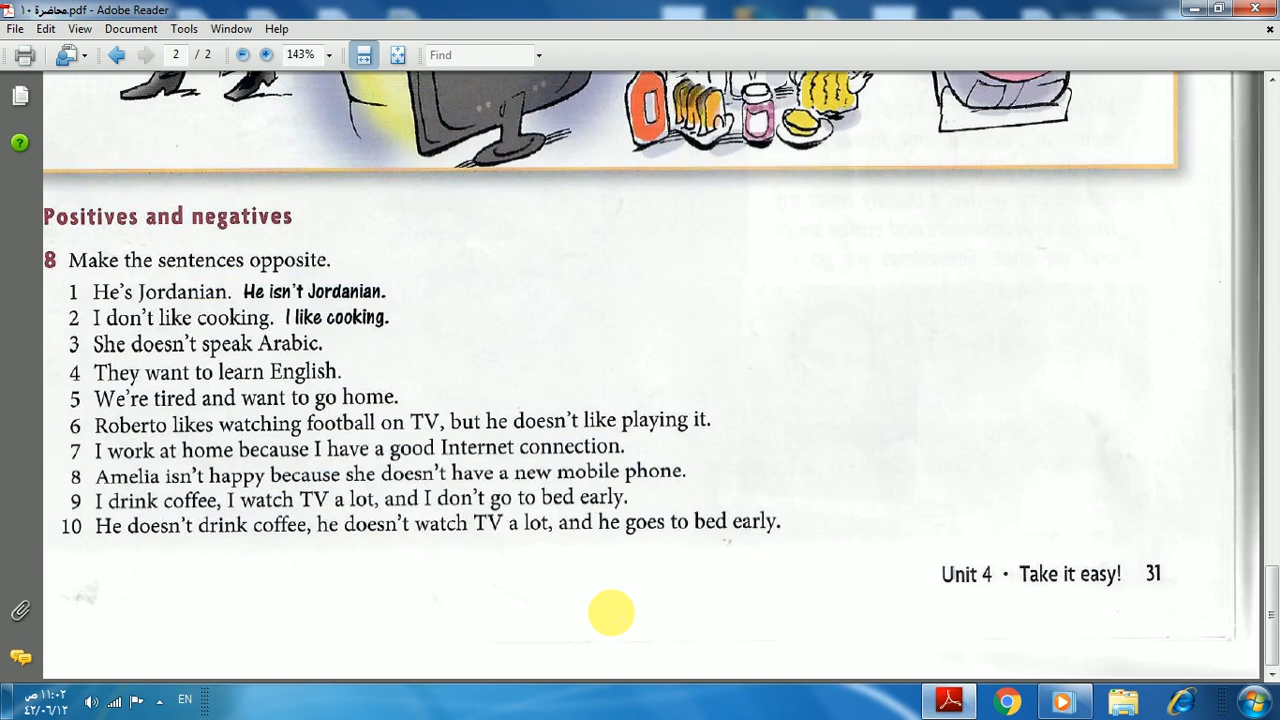 محاضرة ١٠.pdf - Adobe Reader
File Edit View Document Tools Window Help
2 / 2 143% Find
Positives and negatives
8 Make the sentences opposite.
1 He's Jordanian. He isn't Jordanian.
2 I don't like cooking. I like cooking.
3 She doesn't speak Arabic.
4 They want to learn English.
5 We're tired and want to go home.
6 Roberto likes watching football on TV, but he doesn't like playing it.
7 I work at home because I have a good Internet connection.
8 Amelia isn't happy because she doesn't have a new mobile phone.
9 I drink coffee, I watch TV a lot, and I don't go to bed early.
10 He doesn't drink coffee, he doesn't watch TV a lot, and he goes to bed early.
Unit 4 · Take it easy! 31
١١:٠٢ ص
EN
٤٢/٠٦/١٢